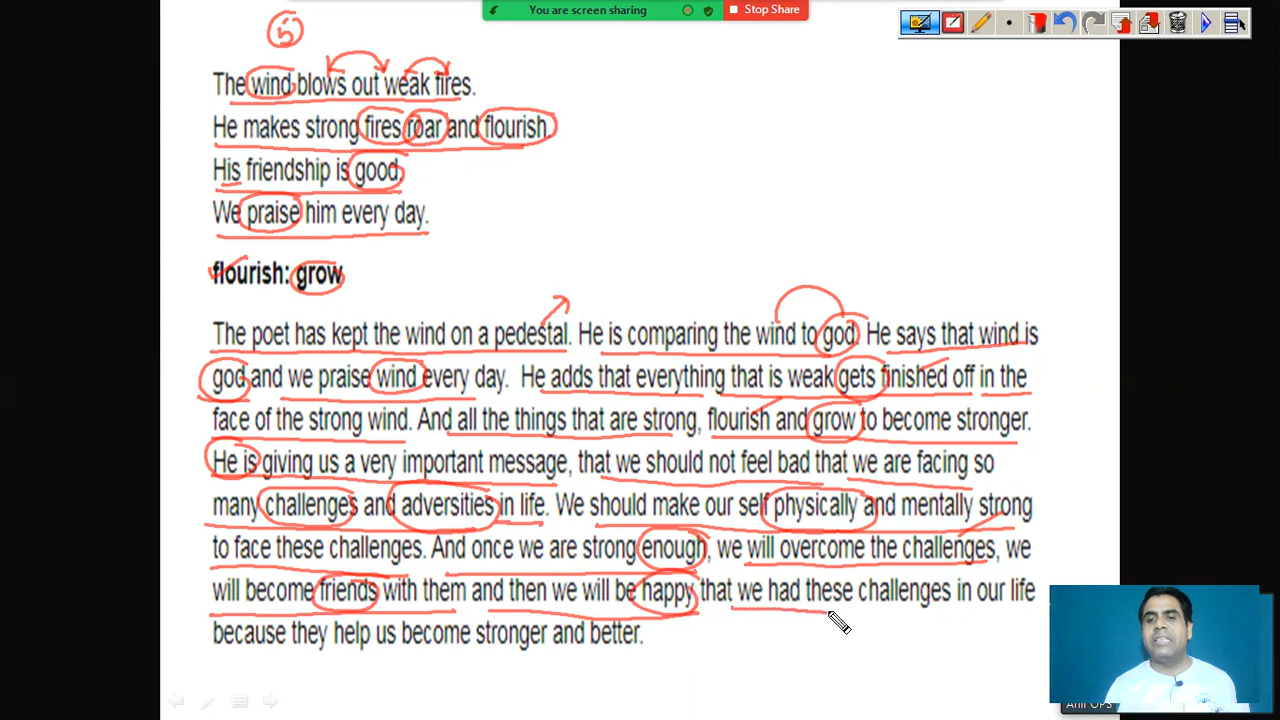 You are screen sharing
Stop Share
5
The wind blows out weak fires.
He makes strong fires roar and flourish.
His friendship is good.
We praise him every day.
flourish: grow
The poet has kept the wind on a pedestal. He is comparing the wind to god. He says that wind is
god and we praise wind every day. He adds that everything that is weak gets finished off in the
face of the strong wind. And all the things that are strong, flourish and grow to become stronger.
He is giving us a very important message, that we should not feel bad that we are facing so
many challenges and adversities in life. We should make our self physically and mentally strong
to face these challenges. And once we are strong enough, we will overcome the challenges, we
will become friends with them and then we will be happy that we had these challenges in our life
because they help us become stronger and better.